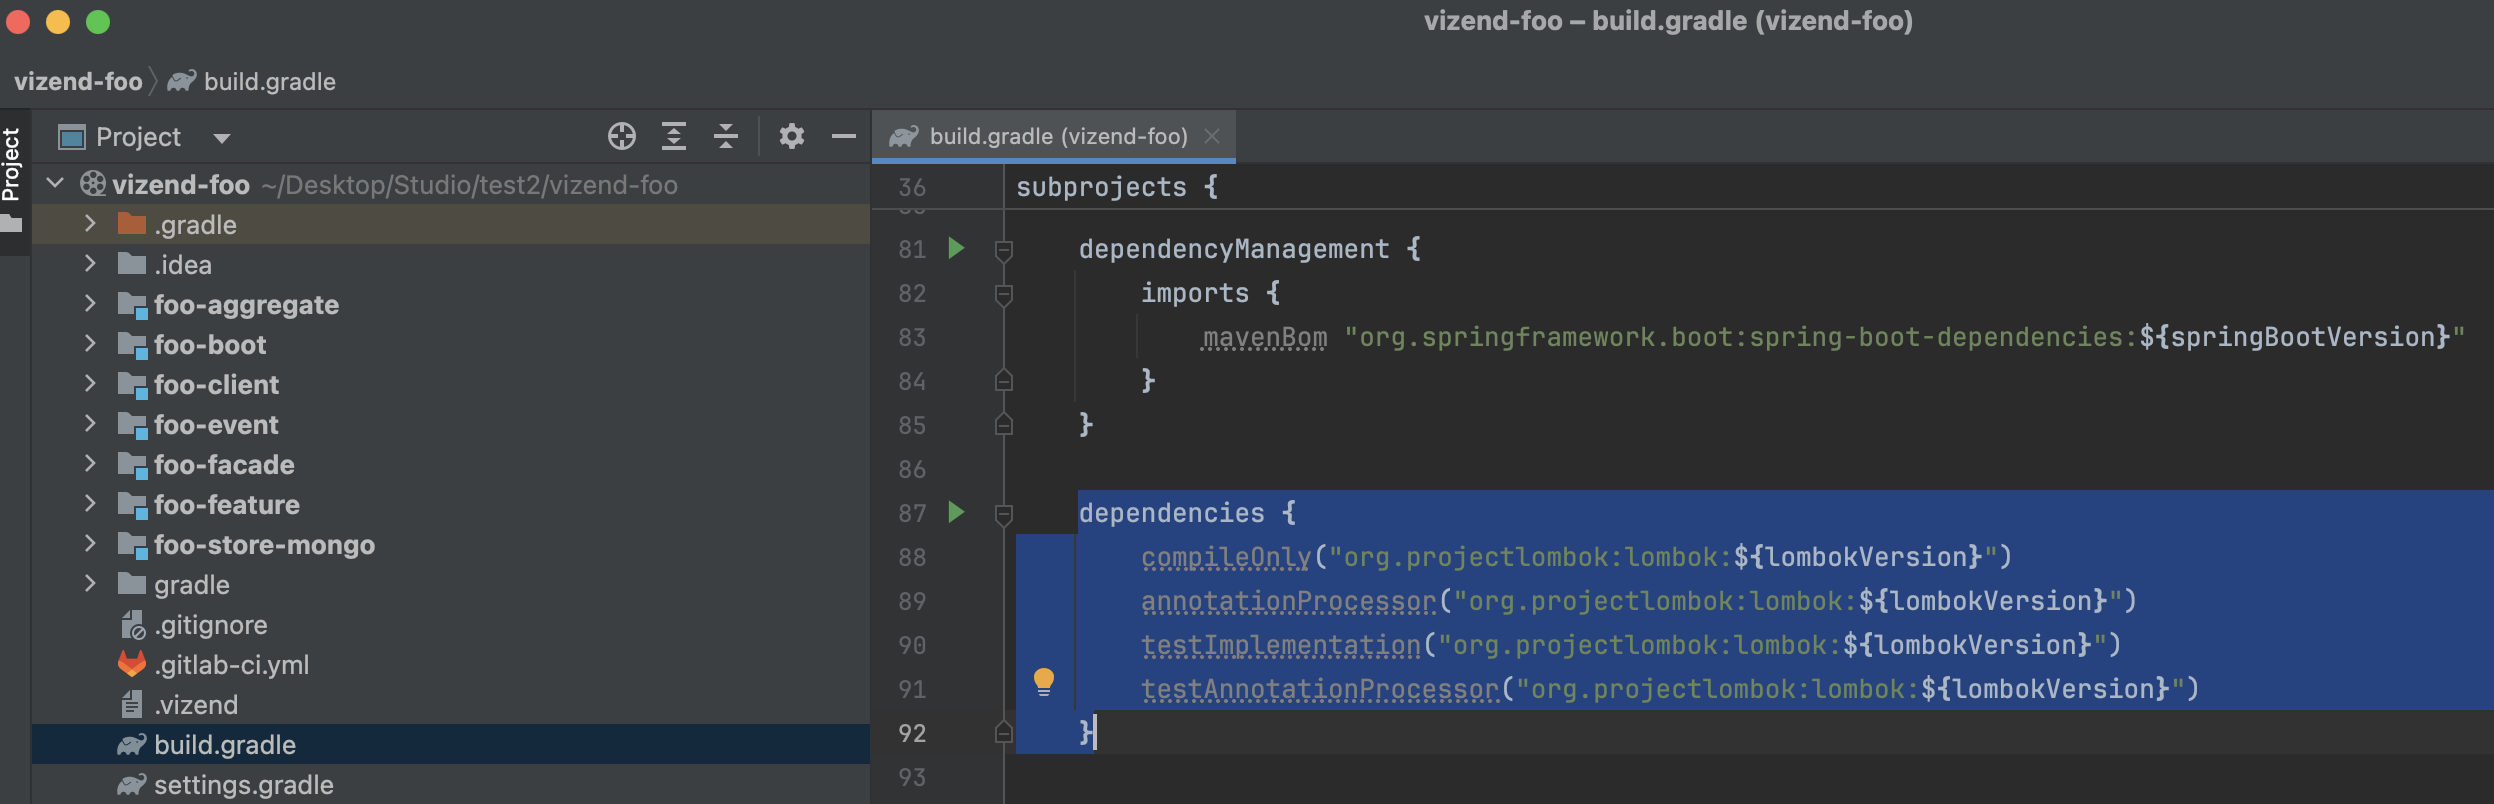 vizend-foo – build.gradle (vizend-foo)
vizend-foo build.gradle
Project
Project
build.gradle (vizend-foo)
vizend-foo ~/Desktop/Studio/test2/vizend-foo
.gradle
.idea
foo-aggregate
foo-boot
foo-client
foo-event
foo-facade
foo-feature
foo-store-mongo
gradle
.gitignore
.gitlab-ci.yml
.vizend
build.gradle
settings.gradle
36 subprojects {
81 dependencyManagement {
82 imports {
83 mavenBom "org.springframework.boot:spring-boot-dependencies:${springBootVersion}"
84 }
85 }
86
87 dependencies {
88 compileOnly("org.projectlombok:lombok:${lombokVersion}")
89 annotationProcessor("org.projectlombok:lombok:${lombokVersion}")
90 testImplementation("org.projectlombok:lombok:${lombokVersion}")
91 testAnnotationProcessor("org.projectlombok:lombok:${lombokVersion}")
92 }
93